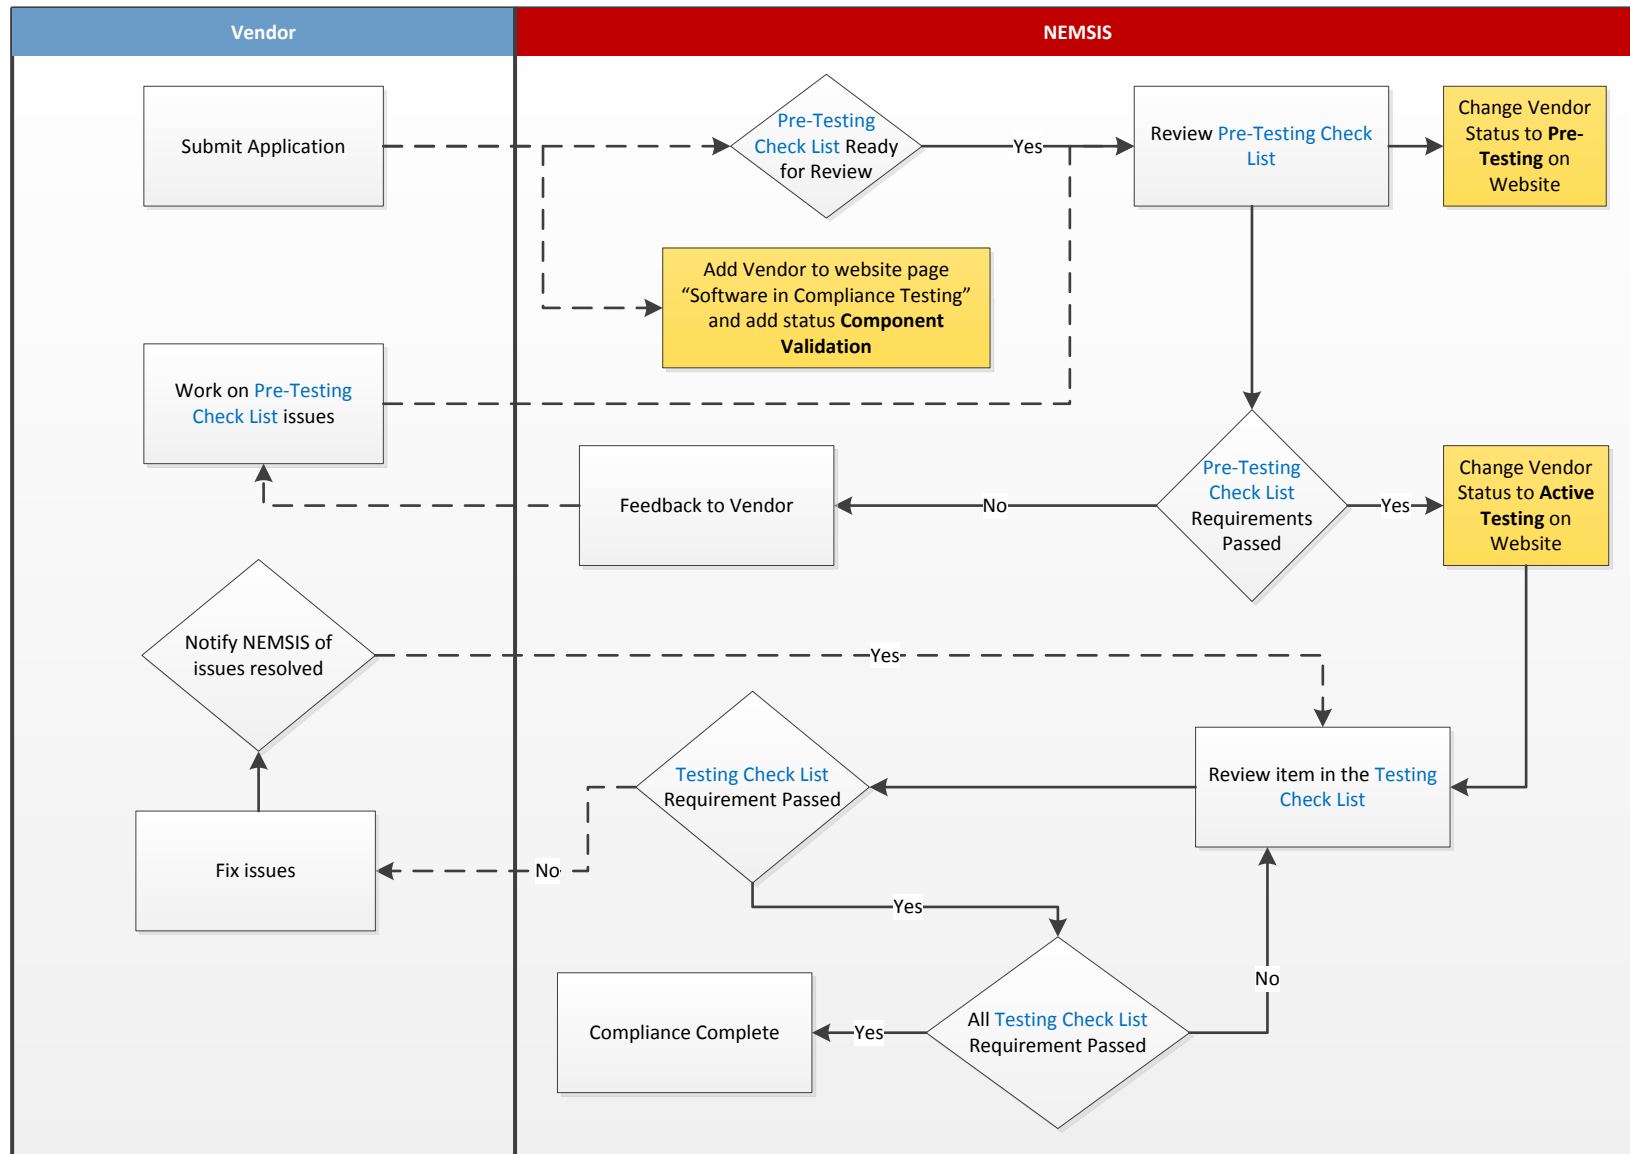 Vendor
NEMSIS
Submit Application
Pre-Testing
Check List Ready
for Review
Yes
Review Pre-Testing Check
List
Change Vendor
Status to Pre-
Testing on
Website
Add Vendor to website page
“Software in Compliance Testing”
and add status Component
Validation
Work on Pre-Testing
Check List issues
Feedback to Vendor
No
Pre-Testing
Check List
Requirements
Passed
Yes
Change Vendor
Status to Active
Testing on
Website
Notify NEMSIS of
issues resolved
Yes
Testing Check List
Requirement Passed
Review item in the Testing
Check List
Fix issues
No
Yes
No
Compliance Complete
Yes
All Testing Check List
Requirement Passed